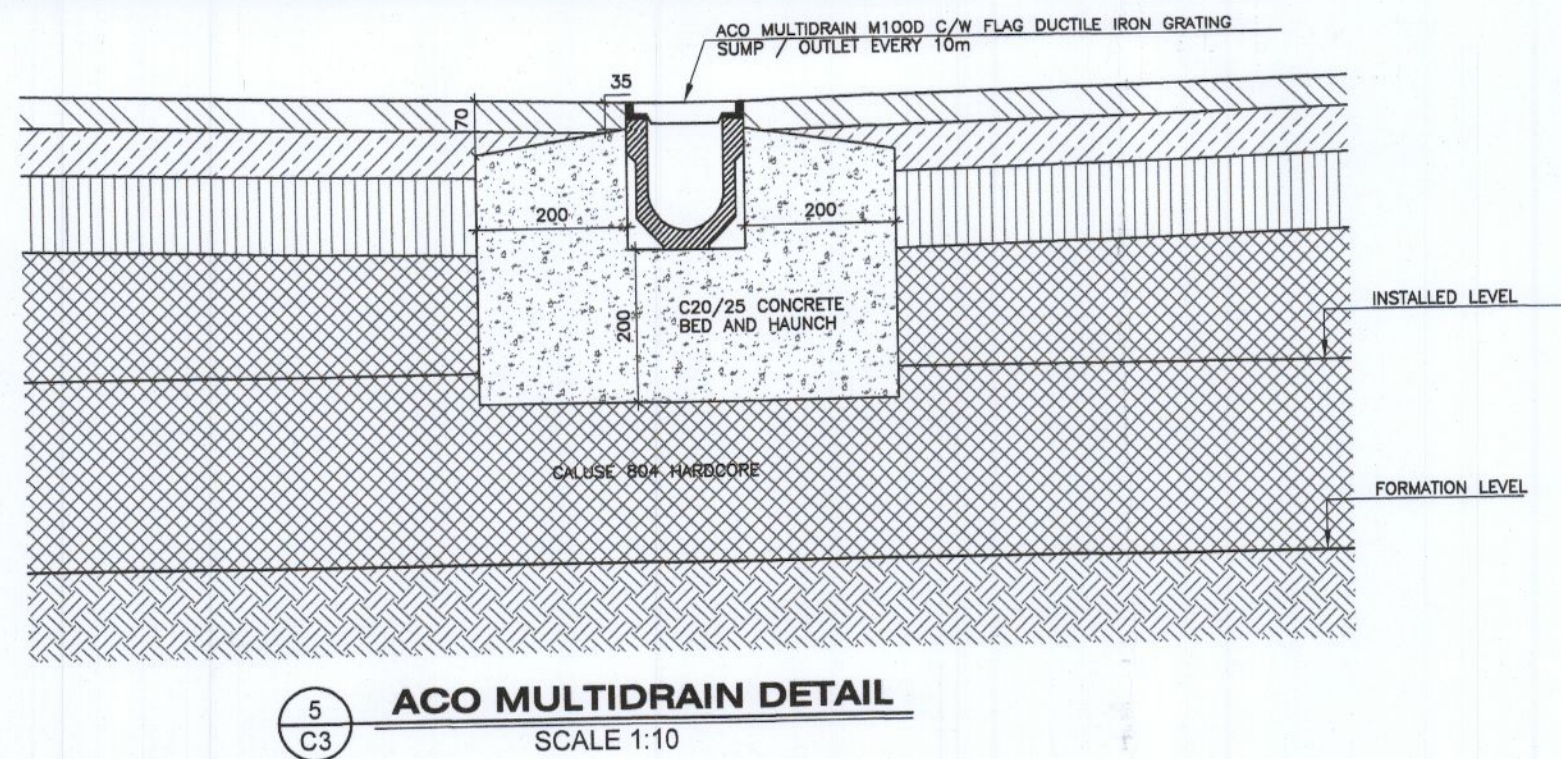 ACO MULTIDRAIN M100D C/W FLAG DUCTILE IRON GRATING
SUMP / OUTLET EVERY 10m
35
70
200
200
C20/25 CONCRETE
BED AND HAUNCH
200
INSTALLED LEVEL
CALUSE 804 HARDCORE
FORMATION LEVEL
5
C3
ACO MULTIDRAIN DETAIL
SCALE 1:10